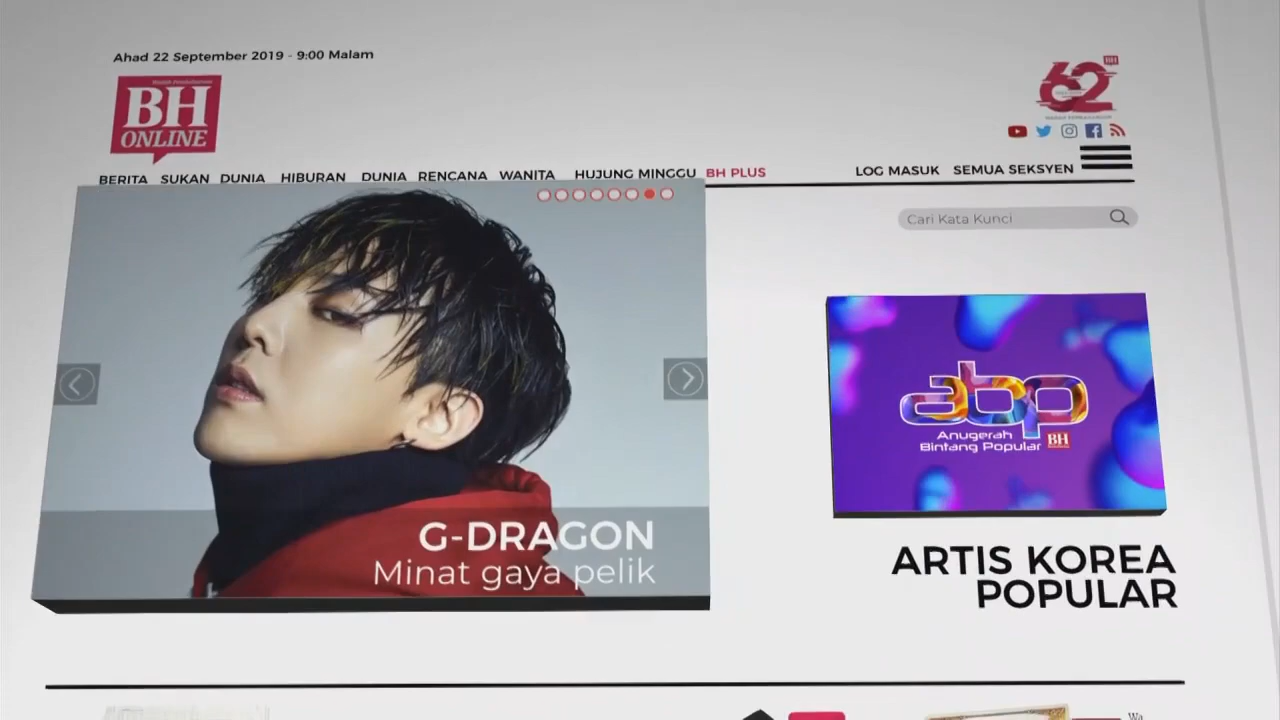 Ahad 22 September 2019 - 9:00 Malam
BH
ONLINE
62
BH
BERITA SUKAN DUNIA HIBURAN DUNIA RENCANA WANITA HUJUNG MINGGU BH PLUS
LOG MASUK SEMUA SEKSYEN
Cari Kata Kunci
G-DRAGON
Minat gaya pelik
abp
Anugerah
Bintang Popular BH
ARTIS KOREA
POPULAR
Wa